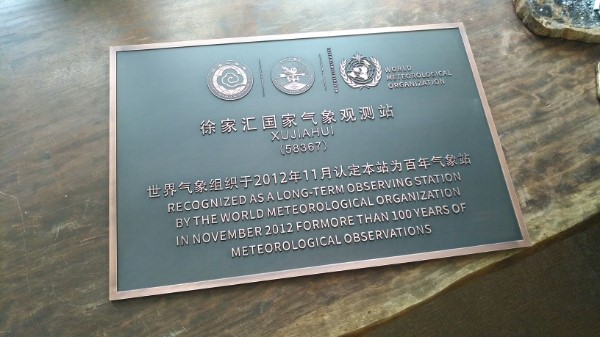 WORLD
METEOROLOGICAL
ORGANIZATION
徐家汇国家气象观测站
XUJIAHUI
(58367)
世界气象组织于2012年11月认定本站为百年气象站
RECOGNIZED AS A LONG-TERM OBSERVING STATION
BY THE WORLD METEOROLOGICAL ORGANIZATION
IN NOVEMBER 2012 FORMORE THAN 100 YEARS OF
METEOROLOGICAL OBSERVATIONS